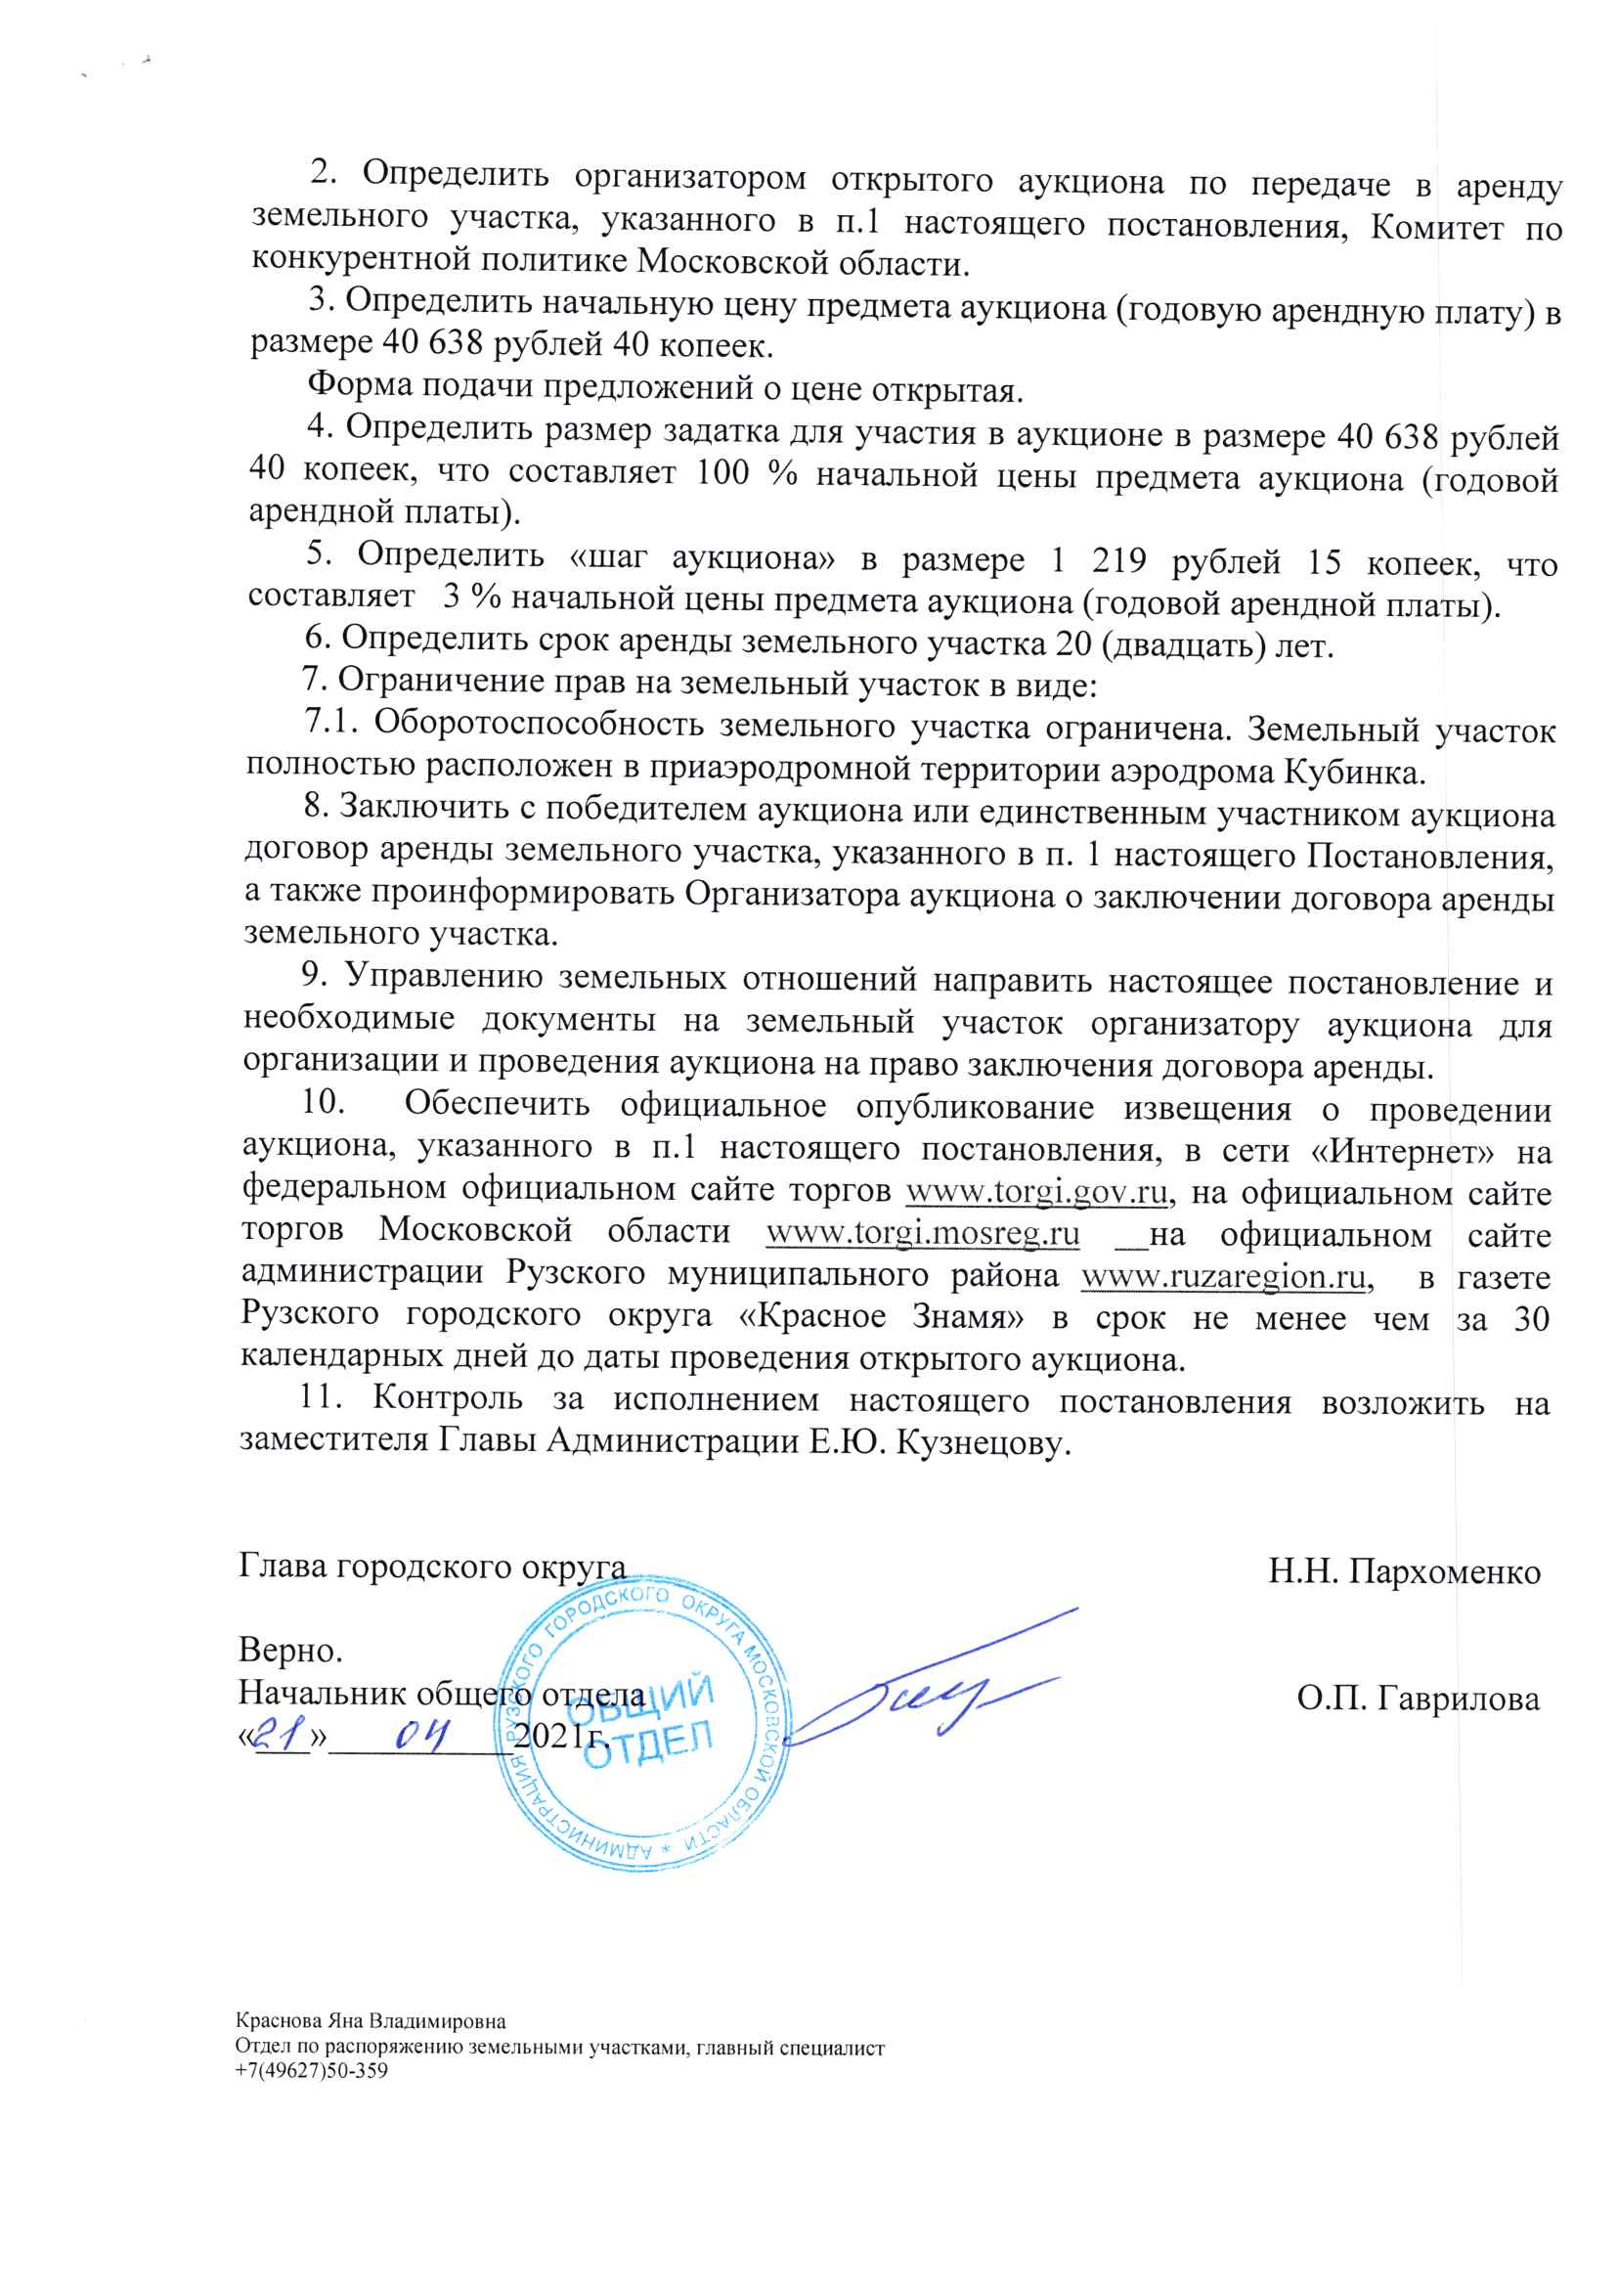 2. Определить организатором открытого аукциона по передаче в аренду
земельного участка, указанного в п.1 настоящего постановления, Комитет по
конкурентной политике Московской области.
3. Определить начальную цену предмета аукциона (годовую арендную плату) в
размере 40 638 рублей 40 копеек.
Форма подачи предложений о цене открытая.
4. Определить размер задатка для участия в аукционе в размере 40 638 рублей
40 копеек, что составляет 100 % начальной цены предмета аукциона (годовой
арендной платы).
5. Определить «шаг аукциона» в размере 1 219 рублей 15 копеек, что
составляет 3 % начальной цены предмета аукциона (годовой арендной платы).
6. Определить срок аренды земельного участка 20 (двадцать) лет.
7. Ограничение прав на земельный участок в виде:
7.1. Оборотоспособность земельного участка ограничена. Земельный участок
полностью расположен в приаэродромной территории аэродрома Кубинка.
8. Заключить с победителем аукциона или единственным участником аукциона
договор аренды земельного участка, указанного в п. 1 настоящего Постановления,
а также проинформировать Организатора аукциона о заключении договора аренды
земельного участка.
9. Управлению земельных отношений направить настоящее постановление и
необходимые документы на земельный участок организатору аукциона для
организации и проведения аукциона на право заключения договора аренды.
10. Обеспечить официальное опубликование извещения о проведении
аукциона, указанного в п.1 настоящего постановления, в сети «Интернет» на
федеральном официальном сайте торгов www.torgi.gov.ru, на официальном сайте
торгов Московской области www.torgi.mosreg.ru __на официальном сайте
администрации Рузского муниципального района www.ruzaregion.ru, в газете
Рузского городского округа «Красное Знамя» в срок не менее чем за 30
календарных дней до даты проведения открытого аукциона.
11. Контроль за исполнением настоящего постановления возложить на
заместителя Главы Администрации Е.Ю. Кузнецову.
Глава городского округа Н.Н. Пархоменко
Верно.
Начальник общего отдела О.П. Гаврилова
«21» 04 2021г.
АДМИНИСТРАЦИЯ РУЗСКОГО ГОРОДСКОГО ОКРУГА МОСКОВСКОЙ ОБЛАСТИ *
ОБЩИЙ
ОТДЕЛ
Краснова Яна Владимировна
Отдел по распоряжению земельными участками, главный специалист
+7(49627)50-359